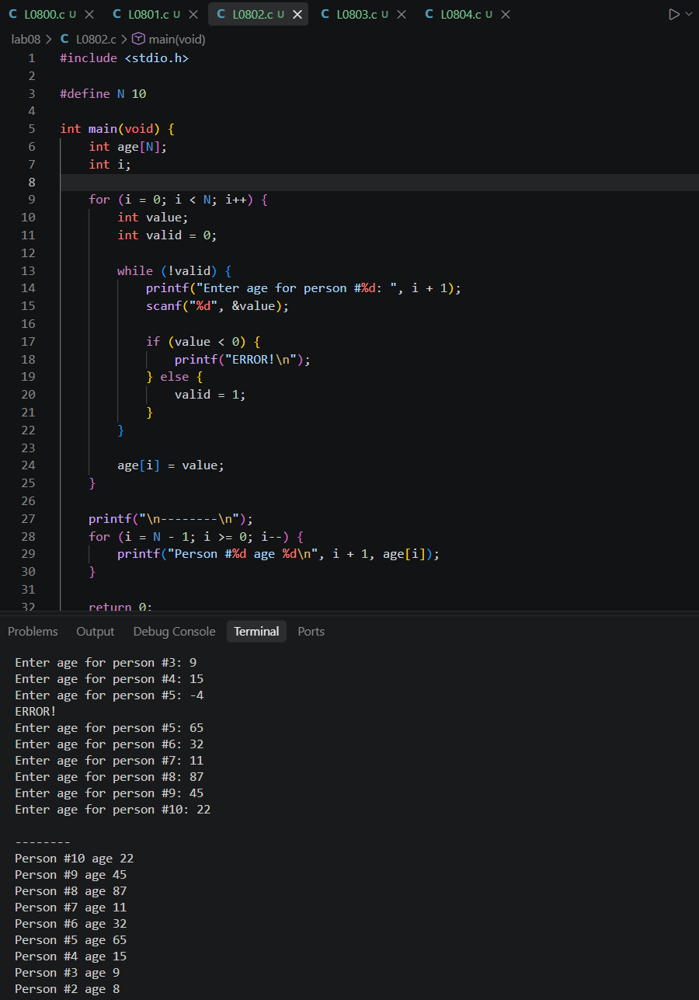 C L0800.c U × C L0801.c U × C L0802.c U × C L0803.c U × C L0804.c U ×
lab08 > C L0802.c > main(void)
1 #include <stdio.h>
2
3 #define N 10
4
5 int main(void) {
6     int age[N];
7     int i;
8
9     for (i = 0; i < N; i++) {
10         int value;
11         int valid = 0;
12
13         while (!valid) {
14             printf("Enter age for person #%d: ", i + 1);
15             scanf("%d", &value);
16
17             if (value < 0) {
18                 printf("ERROR!\n");
19             } else {
20                 valid = 1;
21             }
22         }
23
24         age[i] = value;
25     }
26
27     printf("\n--------\n");
28     for (i = N - 1; i >= 0; i--) {
29         printf("Person #%d age %d\n", i + 1, age[i]);
30     }
31
32     return 0;
Problems Output Debug Console Terminal Ports
Enter age for person #3: 9
Enter age for person #4: 15
Enter age for person #5: -4
ERROR!
Enter age for person #5: 65
Enter age for person #6: 32
Enter age for person #7: 11
Enter age for person #8: 87
Enter age for person #9: 45
Enter age for person #10: 22

--------
Person #10 age 22
Person #9 age 45
Person #8 age 87
Person #7 age 11
Person #6 age 32
Person #5 age 65
Person #4 age 15
Person #3 age 9
Person #2 age 8